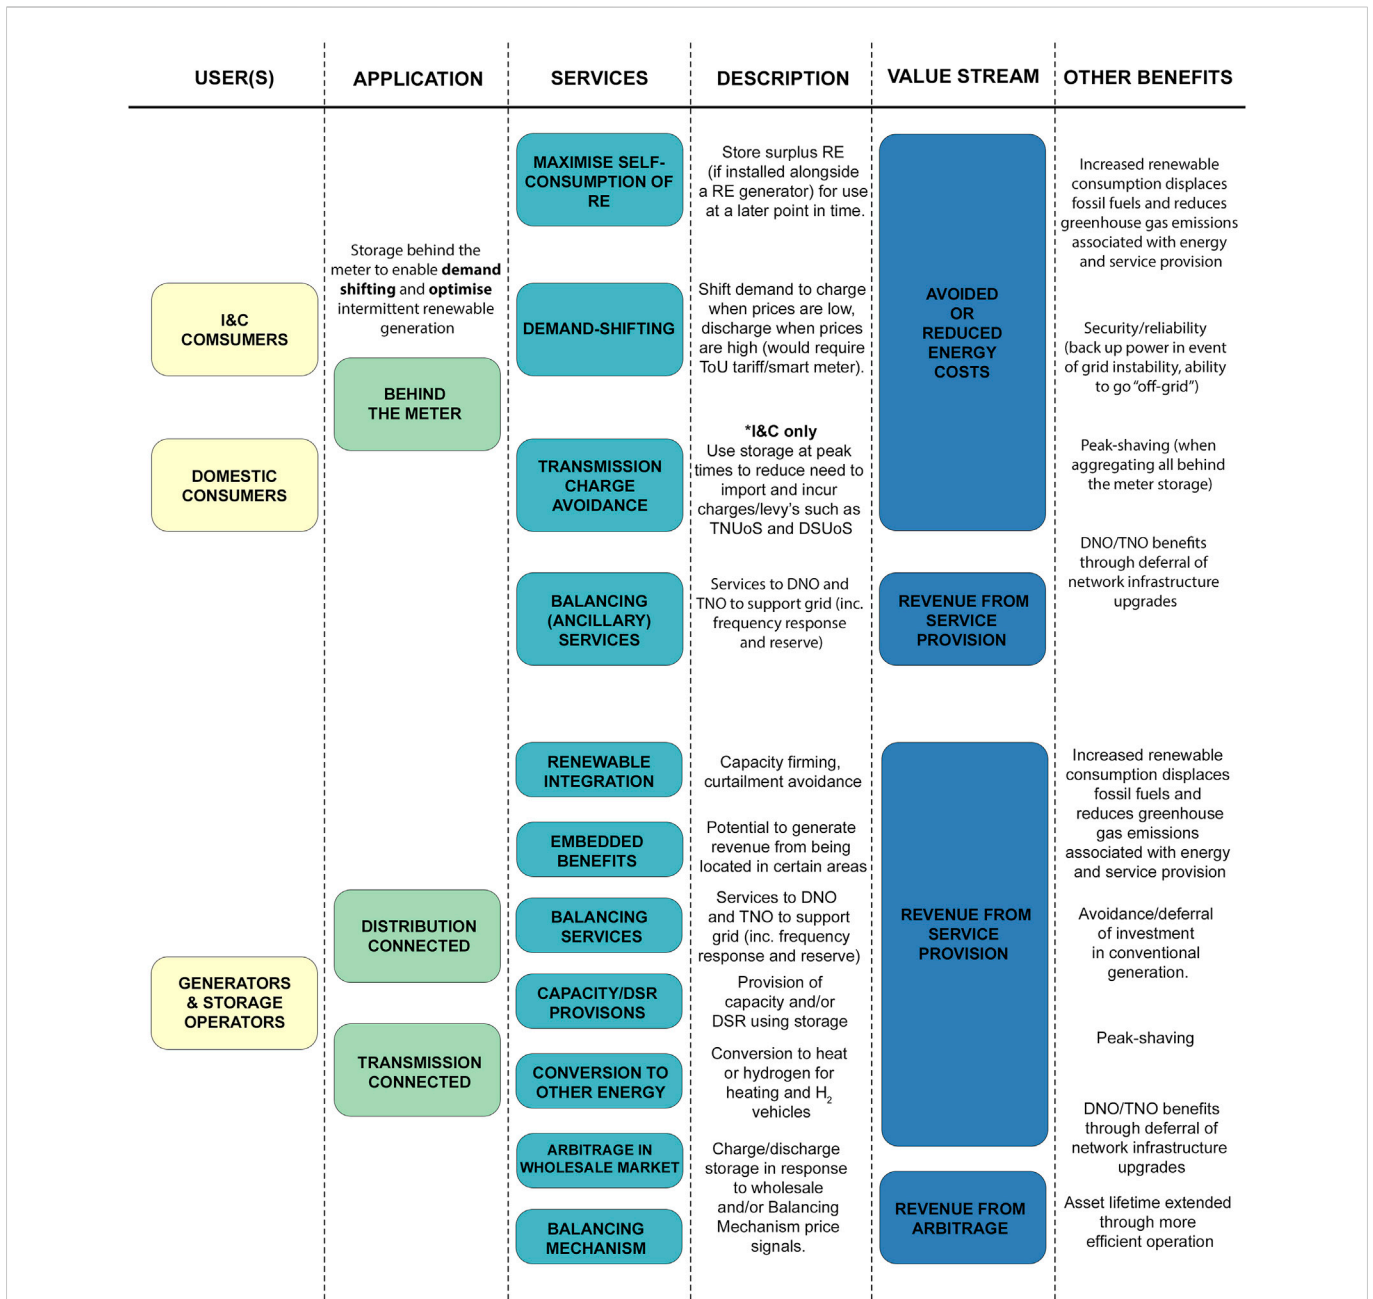 USER(S)
APPLICATION
SERVICES
DESCRIPTION
VALUE STREAM
OTHER BENEFITS
I&C
COMSUMERS
DOMESTIC
CONSUMERS
Storage behind the
meter to enable demand
shifting and optimise
intermittent renewable
generation
BEHIND
THE METER
MAXIMISE SELF-
CONSUMPTION OF
RE
Store surplus RE
(if installed alongside
a RE generator) for use
at a later point in time.
DEMAND-SHIFTING
Shift demand to charge
when prices are low,
discharge when prices
are high (would require
ToU tariff/smart meter).
TRANSMISSION
CHARGE
AVOIDANCE
*I&C only
Use storage at peak
times to reduce need to
import and incur
charges/levy's such as
TNUoS and DSUoS
BALANCING
(ANCILLARY)
SERVICES
Services to DNO and
TNO to support grid (inc.
frequency response
and reserve)
AVOIDED
OR
REDUCED
ENERGY
COSTS
REVENUE FROM
SERVICE
PROVISION
Increased renewable
consumption displaces
fossil fuels and reduces
greenhouse gas emissions
associated with energy
and service provision
Security/reliability
(back up power in event
of grid instability, ability
to go “off-grid”)
Peak-shaving (when
aggregating all behind
the meter storage)
DNO/TNO benefits
through deferral of
network infrastructure
upgrades
GENERATORS
& STORAGE
OPERATORS
DISTRIBUTION
CONNECTED
TRANSMISSION
CONNECTED
RENEWABLE
INTEGRATION
Capacity firming,
curtailment avoidance
EMBEDDED
BENEFITS
Potential to generate
revenue from being
located in certain areas
BALANCING
SERVICES
Services to DNO
and TNO to support
grid (inc. frequency
response and reserve)
CAPACITY/DSR
PROVISONS
Provision of
capacity and/or
DSR using storage
CONVERSION TO
OTHER ENERGY
Conversion to heat
or hydrogen for
heating and H2
vehicles
ARBITRAGE IN
WHOLESALE MARKET
BALANCING
MECHANISM
Charge/discharge
storage in response
to wholesale
and/or Balancing
Mechanism price
signals.
REVENUE FROM
SERVICE
PROVISION
REVENUE FROM
ARBITRAGE
Increased renewable
consumption displaces
fossil fuels and
reduces greenhouse
gas emissions
associated with energy
and service provision
Avoidance/deferral
of investment
in conventional
generation.
Peak-shaving
DNO/TNO benefits
through deferral of
network infrastructure
upgrades
Asset lifetime extended
through more
efficient operation